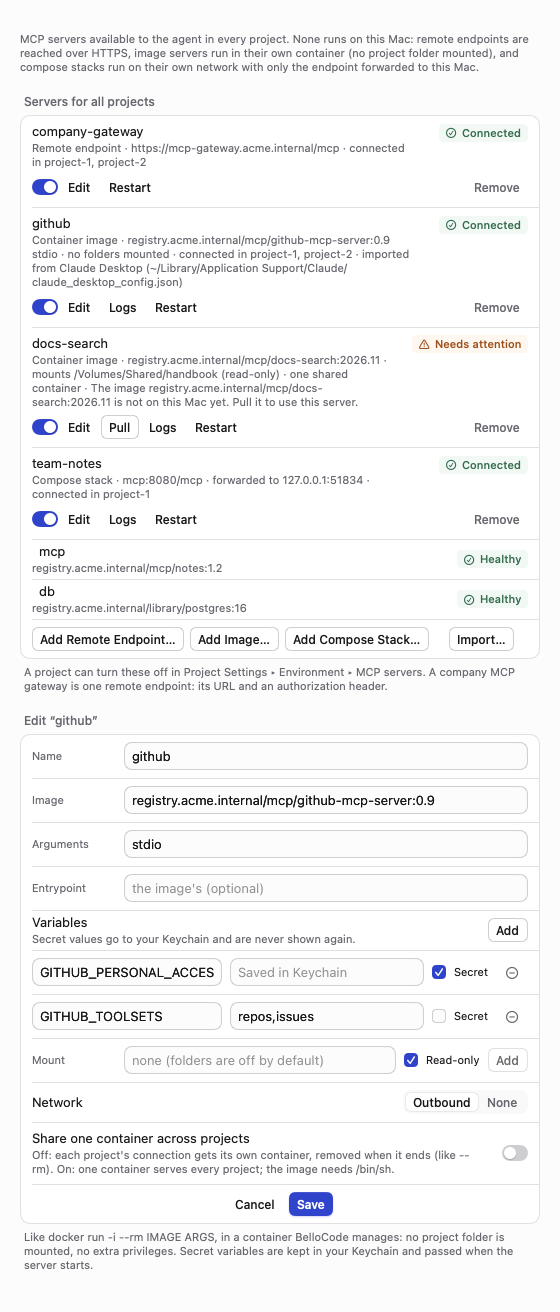 MCP servers available to the agent in every project. None runs on this Mac: remote endpoints are
reached over HTTPS, image servers run in their own container (no project folder mounted), and
compose stacks run on their own network with only the endpoint forwarded to this Mac.
Servers for all projects
company-gateway
Connected
Remote endpoint · https://mcp-gateway.acme.internal/mcp · connected
in project-1, project-2
Edit Restart Remove
github
Connected
Container image · registry.acme.internal/mcp/github-mcp-server:0.9
stdio · no folders mounted · connected in project-1, project-2 · imported
from Claude Desktop (~/Library/Application Support/Claude/
claude_desktop_config.json)
Edit Logs Restart Remove
docs-search
Needs attention
Container image · registry.acme.internal/mcp/docs-search:2026.11 ·
mounts /Volumes/Shared/handbook (read-only) · one shared
container · The image registry.acme.internal/mcp/docs-
search:2026.11 is not on this Mac yet. Pull it to use this server.
Edit Pull Logs Restart Remove
team-notes
Connected
Compose stack · mcp:8080/mcp · forwarded to 127.0.0.1:51834 ·
connected in project-1
Edit Logs Restart Remove
mcp
Healthy
registry.acme.internal/mcp/notes:1.2
db
Healthy
registry.acme.internal/library/postgres:16
Add Remote Endpoint... Add Image... Add Compose Stack... Import...
A project can turn these off in Project Settings ‣ Environment ‣ MCP servers. A company MCP
gateway is one remote endpoint: its URL and an authorization header.
Edit “github”
Name github
Image registry.acme.internal/mcp/github-mcp-server:0.9
Arguments stdio
Entrypoint the image's (optional)
Variables
Add
Secret values go to your Keychain and are never shown again.
GITHUB_PERSONAL_ACCES Saved in Keychain Secret
GITHUB_TOOLSETS repos,issues Secret
Mount none (folders are off by default) Read-only Add
Network Outbound None
Share one container across projects
Off: each project's connection gets its own container, removed when it ends (like --
rm). On: one container serves every project; the image needs /bin/sh.
Cancel Save
Like docker run -i --rm IMAGE ARGS, in a container BelloCode manages: no project folder is
mounted, no extra privileges. Secret variables are kept in your Keychain and passed when the
server starts.